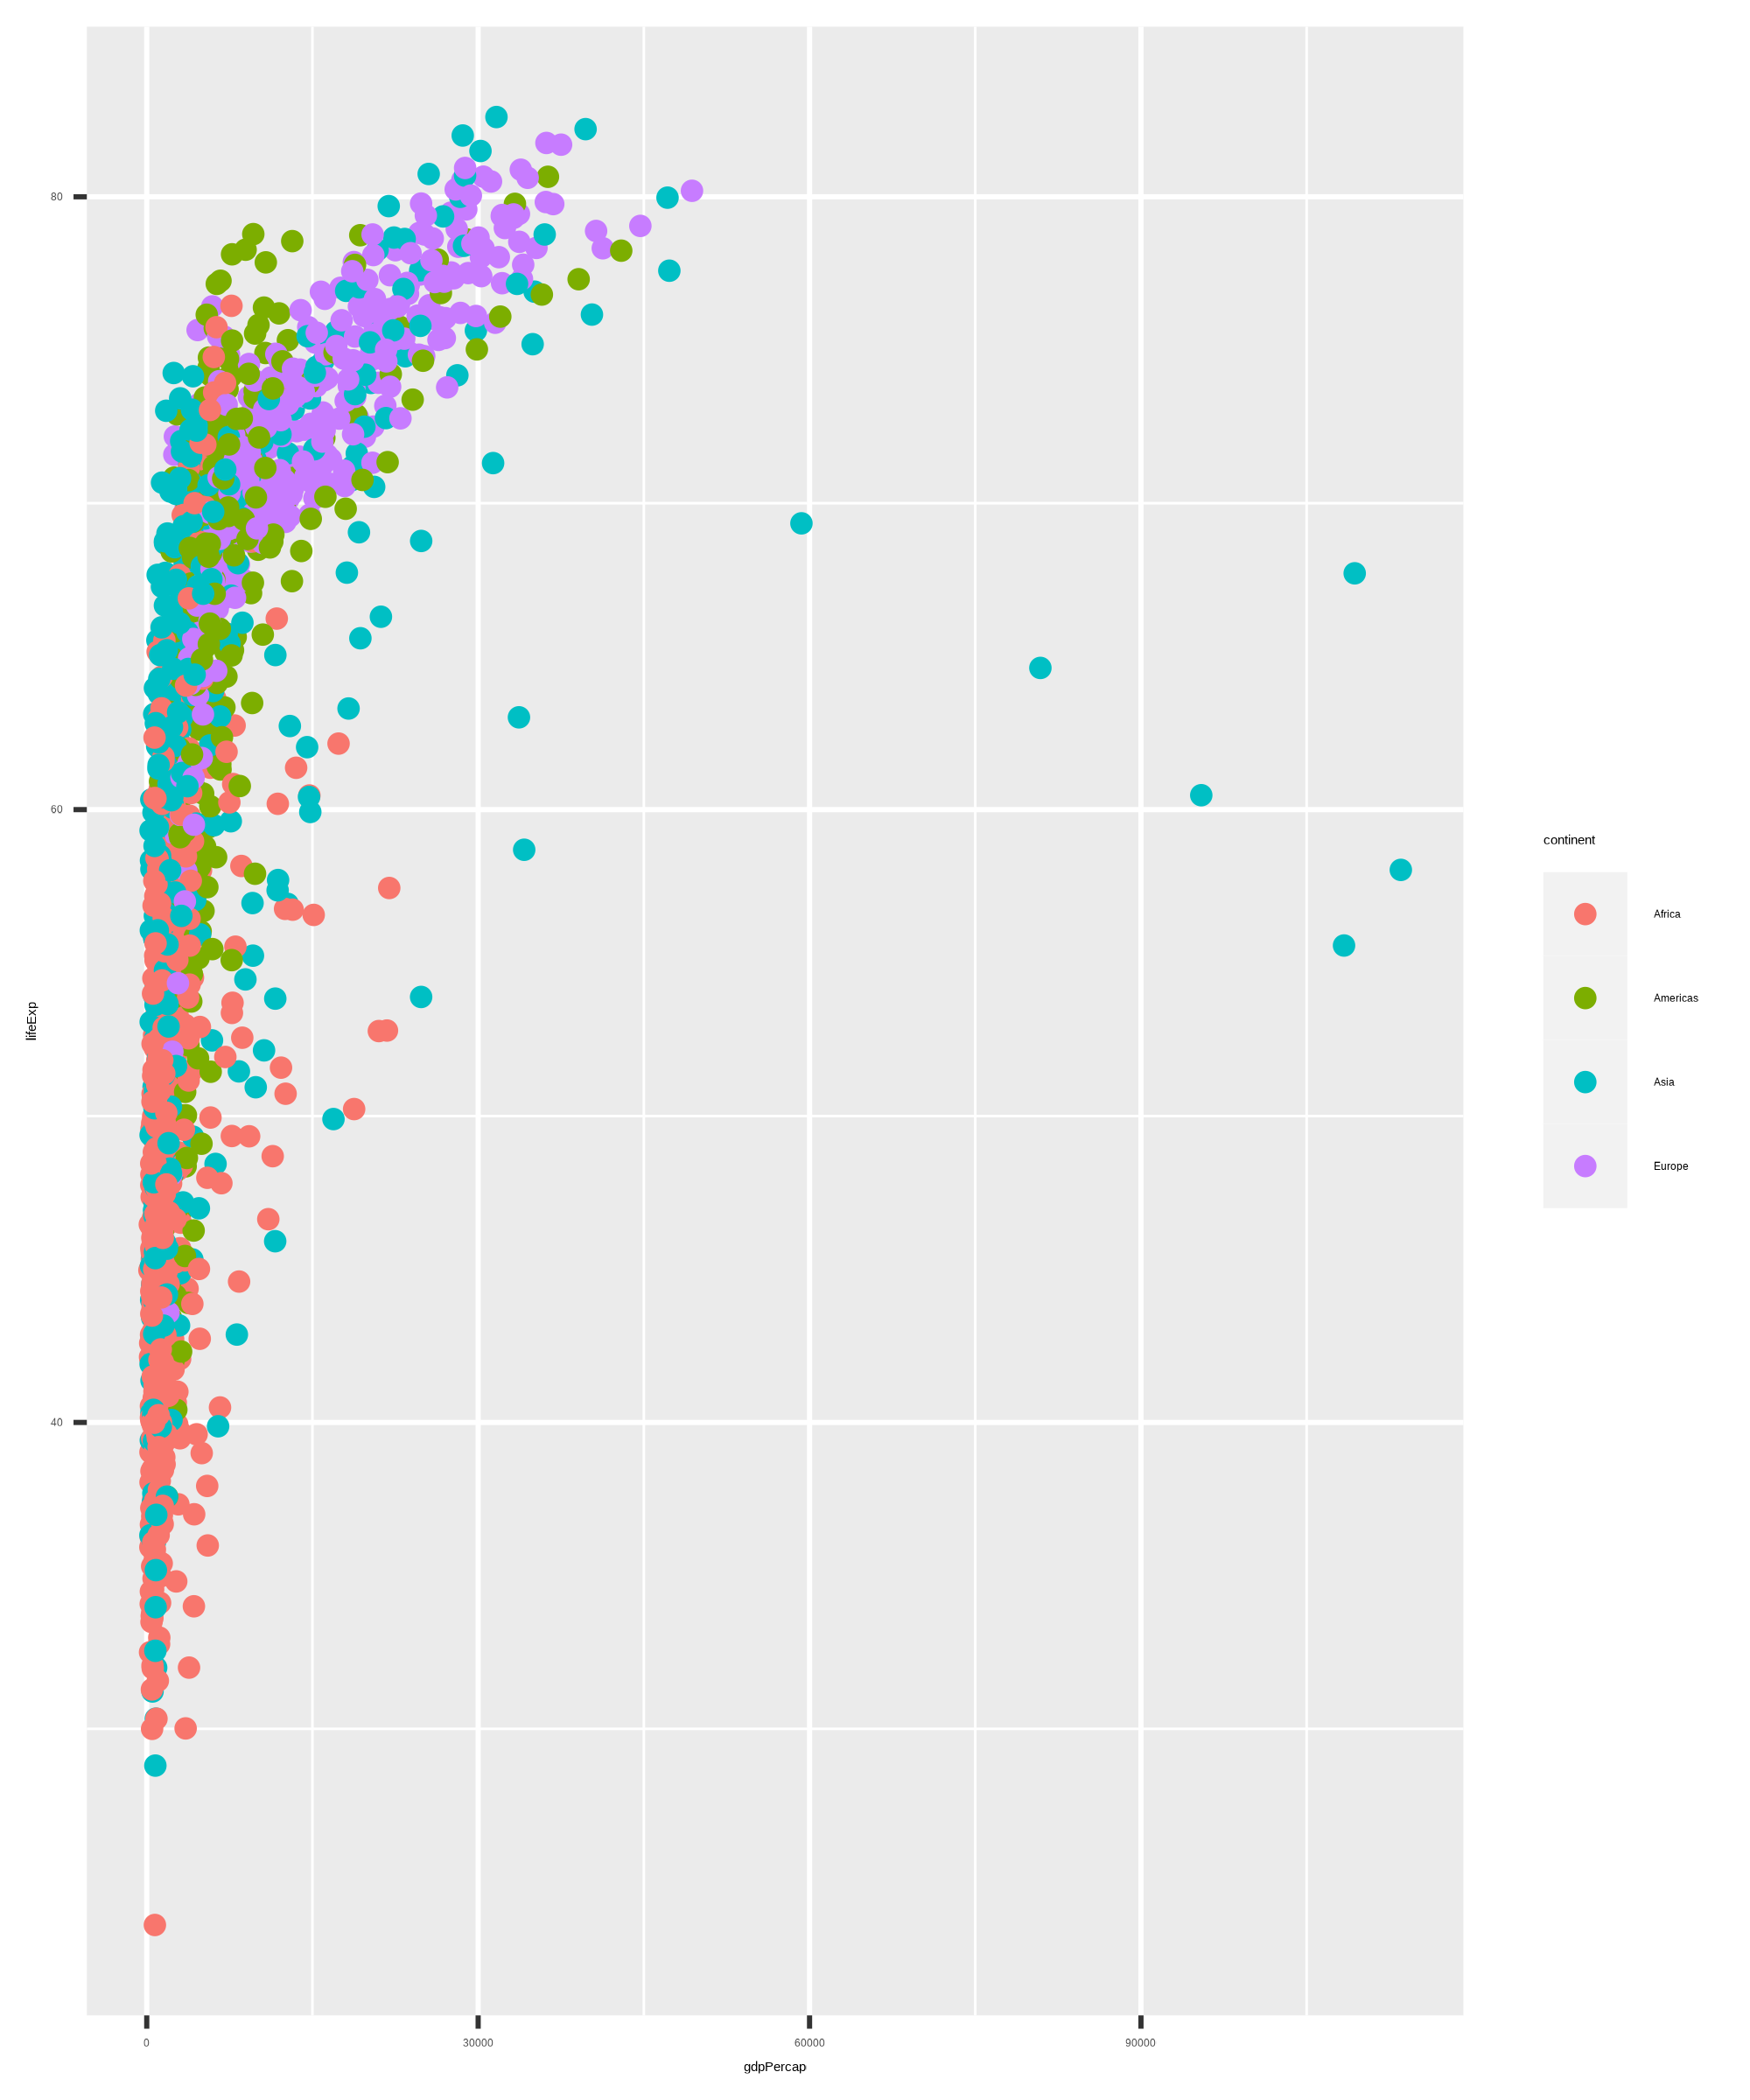 80
60
40
lifeExp
0
30000
60000
90000
gdpPercap
continent
Africa
Americas
Asia
Europe